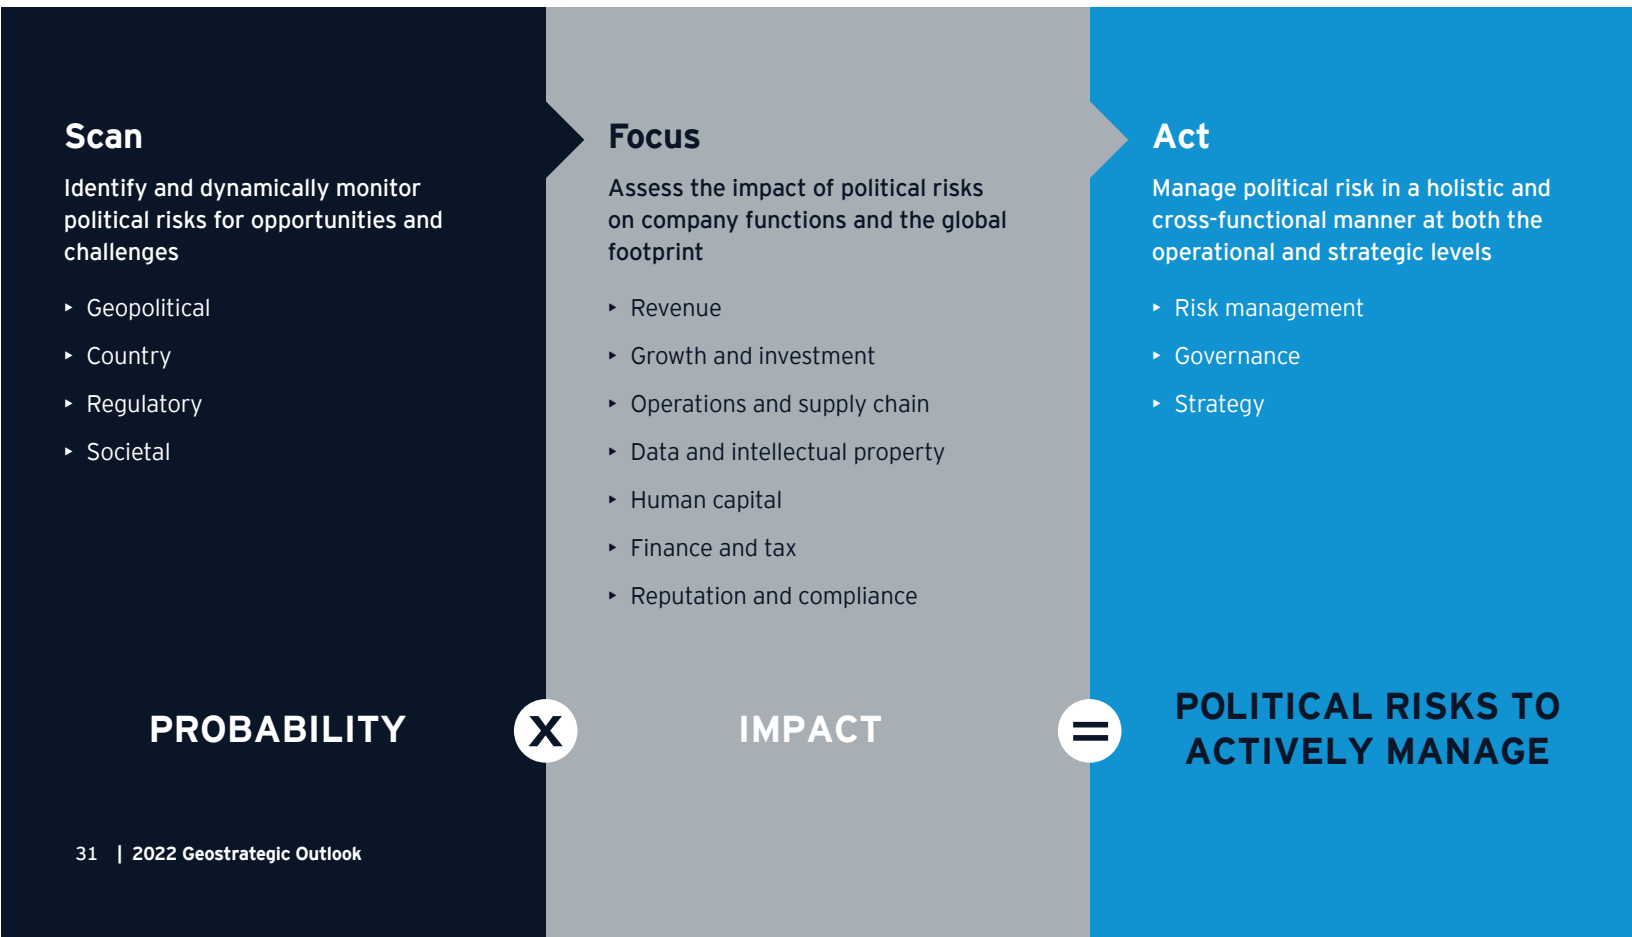 Scan
Identify and dynamically monitor
political risks for opportunities and
challenges
‣ Geopolitical
‣ Country
‣ Regulatory
‣ Societal
PROBABILITY
X
Focus
Assess the impact of political risks
on company functions and the global
footprint
‣ Revenue
‣ Growth and investment
‣ Operations and supply chain
‣ Data and intellectual property
‣ Human capital
‣ Finance and tax
‣ Reputation and compliance
IMPACT
=
Act
Manage political risk in a holistic and
cross-functional manner at both the
operational and strategic levels
‣ Risk management
‣ Governance
‣ Strategy
POLITICAL RISKS TO
ACTIVELY MANAGE
31 | 2022 Geostrategic Outlook